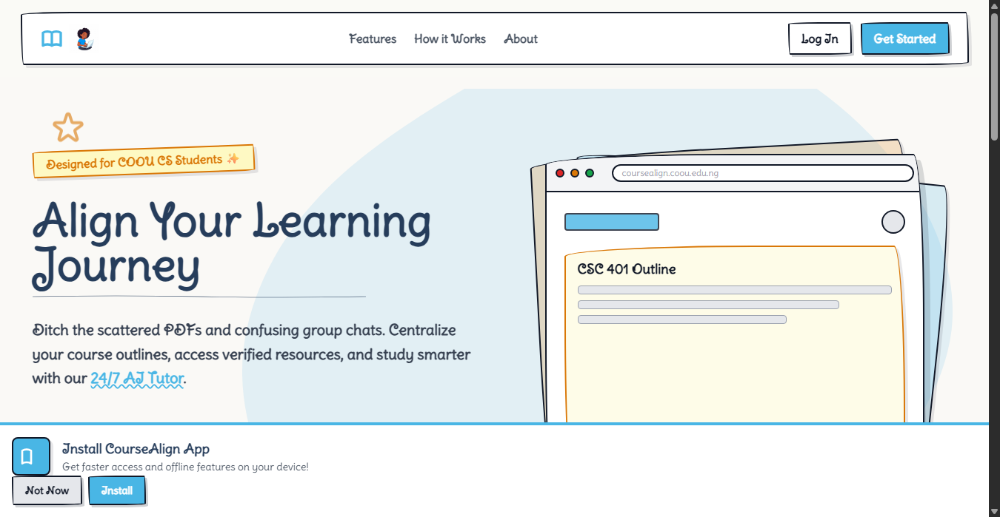 Features
How it Works
About
Log In
Get Started
Designed for COOU CS Students ✨
Align Your Learning
Journey
Ditch the scattered PDFs and confusing group chats. Centralize
your course outlines, access verified resources, and study smarter
with our 24/7 AI Tutor.
coursealign.coou.edu.ng
CSC 401 Outline
Install CourseAlign App
Get faster access and offline features on your device!
Not Now
Install